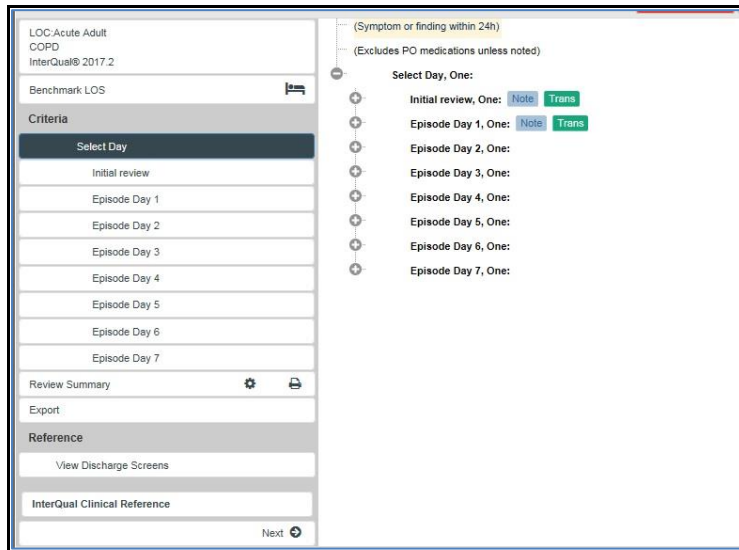 LOC:Acute Adult
COPD
InterQual® 2017.2
Benchmark LOS
Criteria
Select Day
Initial review
Episode Day 1
Episode Day 2
Episode Day 3
Episode Day 4
Episode Day 5
Episode Day 6
Episode Day 7
Review Summary
Export
Reference
View Discharge Screens
InterQual Clinical Reference
Next
(Symptom or finding within 24h)
(Excludes PO medications unless noted)
Select Day, One:
Initial review, One: Note Trans
Episode Day 1, One: Note Trans
Episode Day 2, One:
Episode Day 3, One:
Episode Day 4, One:
Episode Day 5, One:
Episode Day 6, One:
Episode Day 7, One: